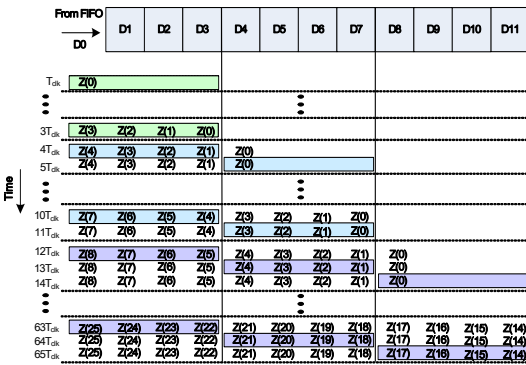 From FIFO
D0 D1 D2 D3 D4 D5 D6 D7 D8 D9 D10 D11
Tclk Z(0)
3Tclk Z(3) Z(2) Z(1) Z(0)
4Tclk Z(4) Z(3) Z(2) Z(1) Z(0)
5Tclk Z(4) Z(3) Z(2) Z(1) Z(0)
Time
10Tclk Z(7) Z(6) Z(5) Z(4) Z(3) Z(2) Z(1) Z(0)
11Tclk Z(7) Z(6) Z(5) Z(4) Z(3) Z(2) Z(1) Z(0)
12Tclk Z(8) Z(7) Z(6) Z(5) Z(4) Z(3) Z(2) Z(1) Z(0)
13Tclk Z(8) Z(7) Z(6) Z(5) Z(4) Z(3) Z(2) Z(1) Z(0)
14Tclk Z(8) Z(7) Z(6) Z(5) Z(4) Z(3) Z(2) Z(1) Z(0)
63Tclk Z(25) Z(24) Z(23) Z(22) Z(21) Z(20) Z(19) Z(18) Z(17) Z(16) Z(15) Z(14)
64Tclk Z(25) Z(24) Z(23) Z(22) Z(21) Z(20) Z(19) Z(18) Z(17) Z(16) Z(15) Z(14)
65Tclk Z(25) Z(24) Z(23) Z(22) Z(21) Z(20) Z(19) Z(18) Z(17) Z(16) Z(15) Z(14)